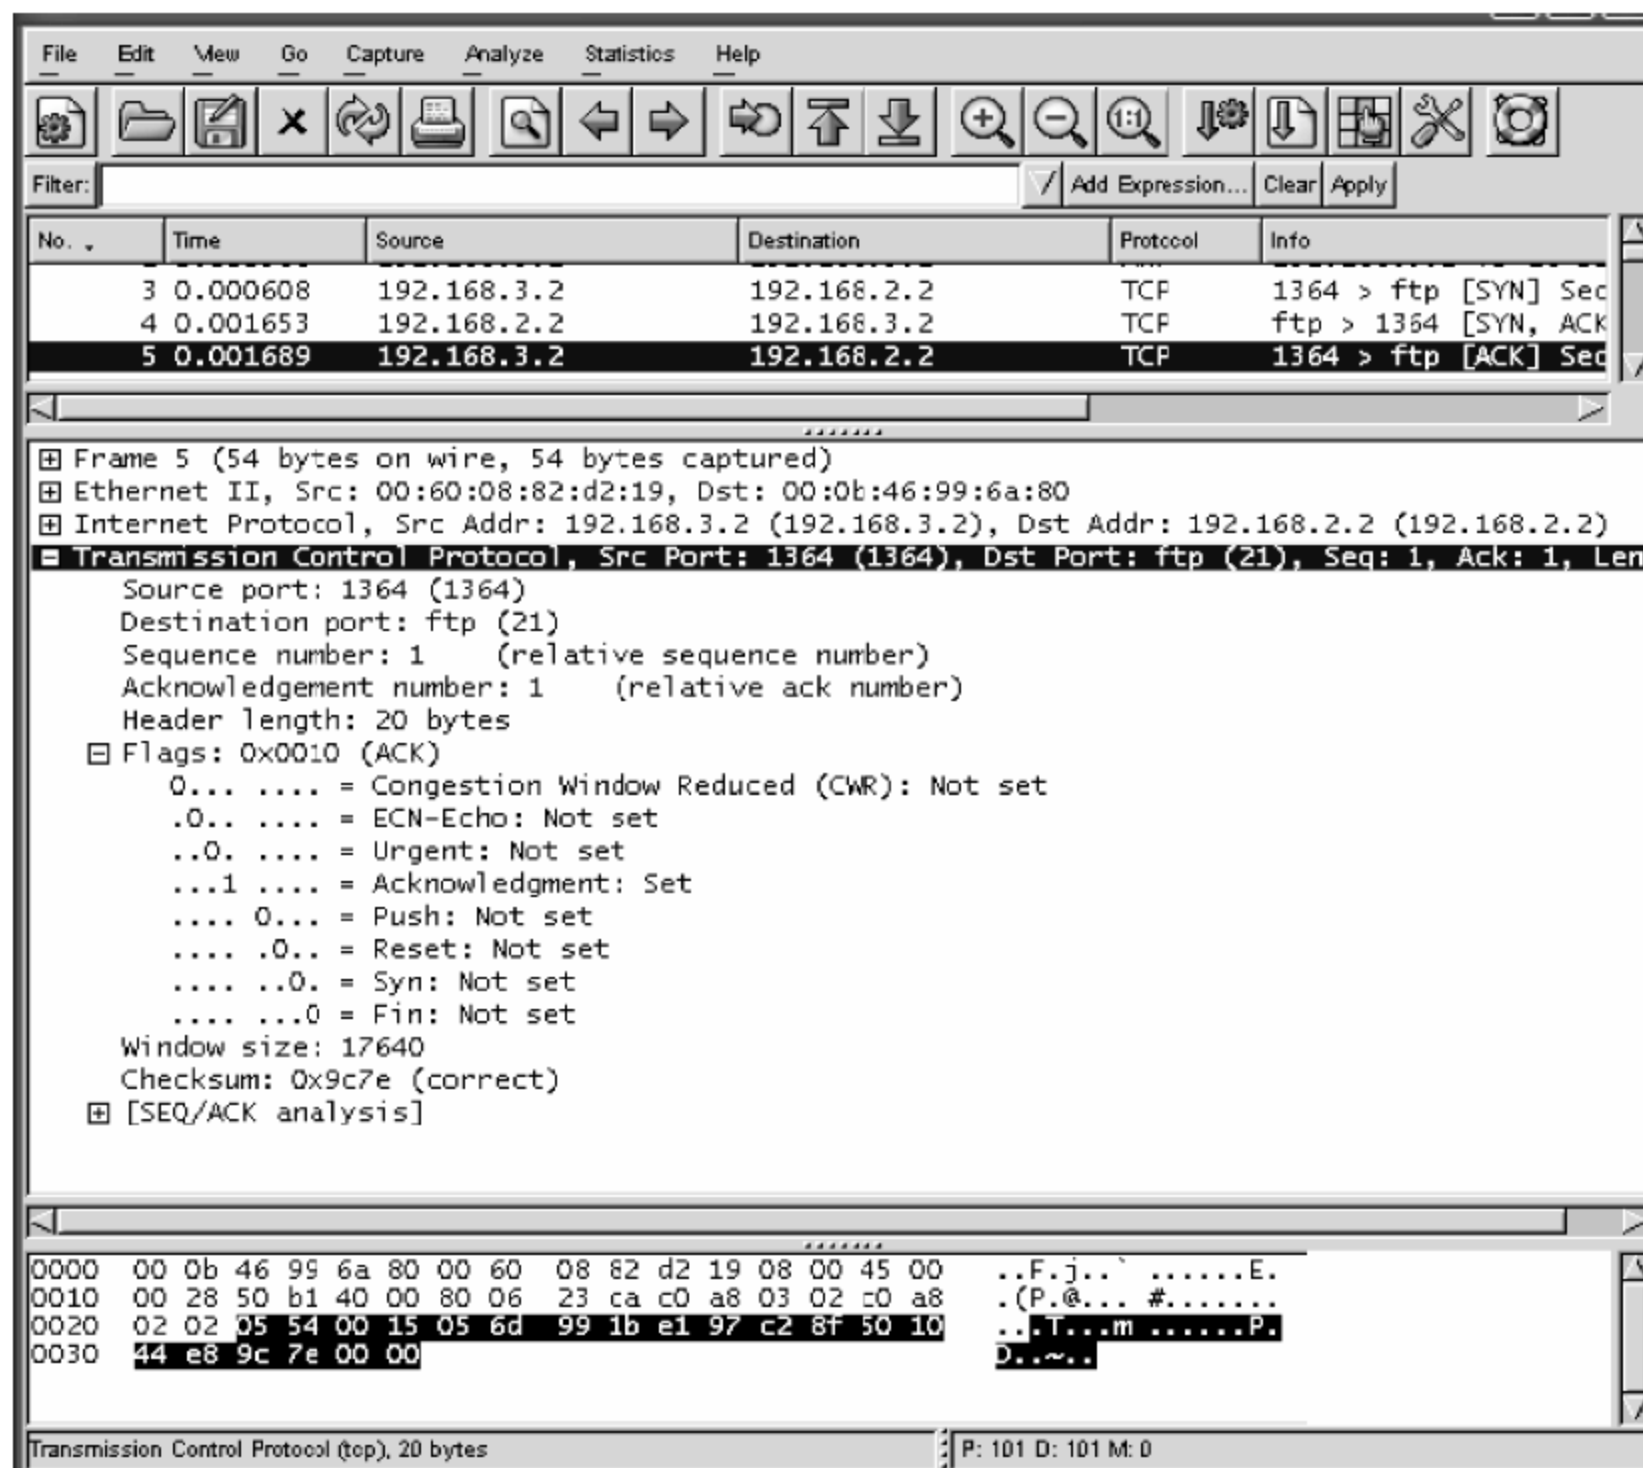 File Edit View Go Capture Analyze Statistics Help
1:1
Filter: Add Expression... Clear Apply
No. Time Source Destination Protocol Info
3 0.000608 192.168.3.2 192.168.2.2 TCP 1364 > ftp [SYN] Sec
4 0.001653 192.168.2.2 192.168.3.2 TCP ftp > 1364 [SYN, ACK
5 0.001689 192.168.3.2 192.168.2.2 TCP 1364 > ftp [ACK] Sec
Frame 5 (54 bytes on wire, 54 bytes captured)
Ethernet II, Src: 00:60:08:82:d2:19, Dst: 00:0b:46:99:6a:80
Internet Protocol, Src Addr: 192.168.3.2 (192.168.3.2), Dst Addr: 192.168.2.2 (192.168.2.2)
Transmission Control Protocol, Src Port: 1364 (1364), Dst Port: ftp (21), Seq: 1, Ack: 1, Len
Source port: 1364 (1364)
Destination port: ftp (21)
Sequence number: 1 (relative sequence number)
Acknowledgement number: 1 (relative ack number)
Header length: 20 bytes
Flags: 0x0010 (ACK)
0... .... = Congestion Window Reduced (CWR): Not set
.0.. .... = ECN-Echo: Not set
..0. .... = Urgent: Not set
...1 .... = Acknowledgment: Set
.... 0... = Push: Not set
.... .0.. = Reset: Not set
.... ..0. = Syn: Not set
.... ...0 = Fin: Not set
Window size: 17640
Checksum: 0x9c7e (correct)
[SEQ/ACK analysis]
0000 00 0b 46 99 6a 80 00 60 08 82 d2 19 08 00 45 00 ..F.j..` ......E.
0010 00 28 50 b1 40 00 80 06 23 ca c0 a8 03 02 c0 a8 .(P.@... #.......
0020 02 02 05 54 00 15 05 6d 99 1b e1 97 c2 8f 50 10 ...T...m ......P.
0030 44 e8 9c 7e 00 00 D..~..
Transmission Control Protocol (tcp), 20 bytes P: 101 D: 101 M: 0